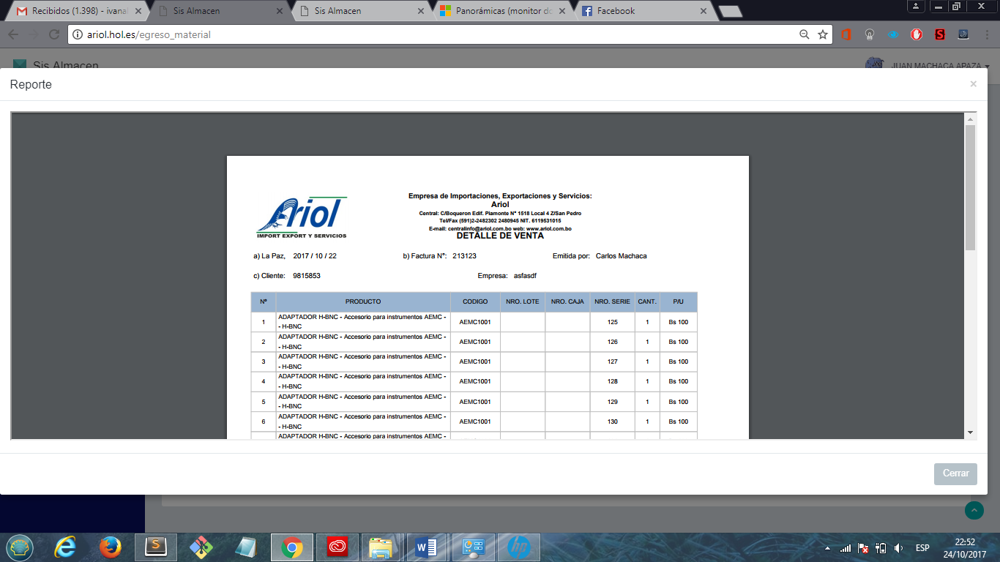 Recibidos (1.398) - ivanal
Sis Almacen
Sis Almacen
Panorámicas (monitor do
Facebook
ariol.hol.es/egreso_material
Sis Almacen
JUAN MACHACA APAZA
Reporte
×
Ariol
IMPORT EXPORT Y SERVICIOS
Empresa de Importaciones, Exportaciones y Servicios:
Ariol
Central: C/Boqueron Edif. Piamonte Nº 1518 Local 4 Z/San Pedro
Tel/Fax (591)2-2482302 2480945 NIT. 6119531015
E-mail: centralinfo@ariol.com.bo web: www.ariol.com.bo
DETALLE DE VENTA
a) La Paz, 2017 / 10 / 22 b) Factura Nº: 213123 Emitida por: Carlos Machaca
c) Cliente: 9815853 Empresa: asfasdf
Nº PRODUCTO CODIGO NRO. LOTE NRO. CAJA NRO. SERIE CANT. P/U
1 ADAPTADOR H-BNC - Accesorio para instrumentos AEMC - AEMC1001 125 1 Bs 100
- H-BNC
2 ADAPTADOR H-BNC - Accesorio para instrumentos AEMC - AEMC1001 126 1 Bs 100
- H-BNC
3 ADAPTADOR H-BNC - Accesorio para instrumentos AEMC - AEMC1001 127 1 Bs 100
- H-BNC
4 ADAPTADOR H-BNC - Accesorio para instrumentos AEMC - AEMC1001 128 1 Bs 100
- H-BNC
5 ADAPTADOR H-BNC - Accesorio para instrumentos AEMC - AEMC1001 129 1 Bs 100
- H-BNC
6 ADAPTADOR H-BNC - Accesorio para instrumentos AEMC - AEMC1001 130 1 Bs 100
- H-BNC
ADAPTADOR H-BNC - Accesorio para instrumentos AEMC -
Cerrar
ESP
22:52
24/10/2017